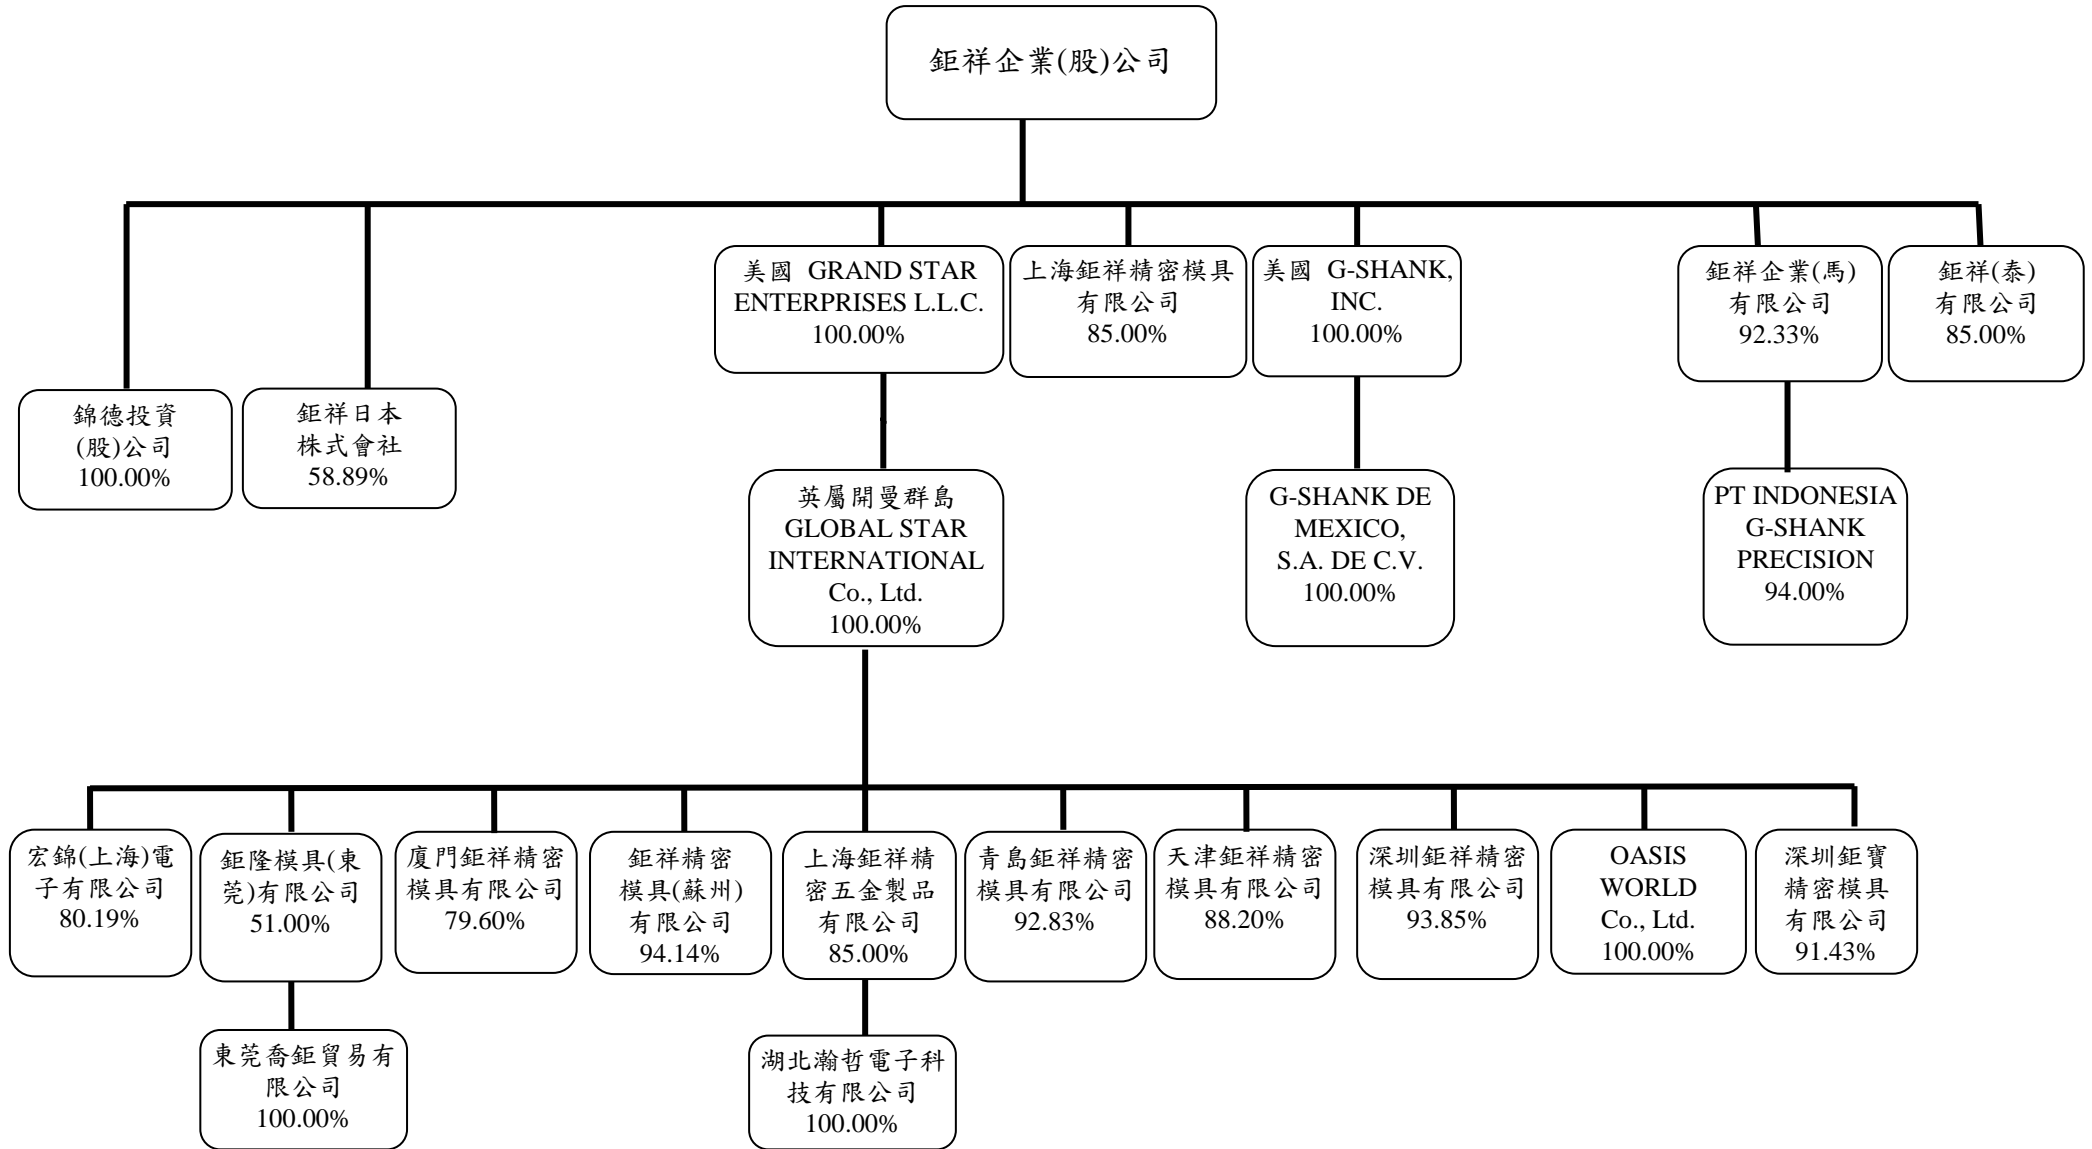 鉅祥企業(股)公司
美國 GRAND STAR
ENTERPRISES L.L.C.
100.00%
上海鉅祥精密模具
有限公司
85.00%
美國 G-SHANK,
INC.
100.00%
鉅祥企業(馬)
有限公司
92.33%
鉅祥(泰)
有限公司
85.00%
錦德投資
(股)公司
100.00%
鉅祥日本
株式會社
58.89%
英屬開曼群島
GLOBAL STAR
INTERNATIONAL
Co., Ltd.
100.00%
G-SHANK DE
MEXICO,
S.A. DE C.V.
100.00%
PT INDONESIA
G-SHANK
PRECISION
94.00%
宏錦(上海)電
子有限公司
80.19%
鉅隆模具(東
莞)有限公司
51.00%
廈門鉅祥精密
模具有限公司
79.60%
鉅祥精密
模具(蘇州)
有限公司
94.14%
上海鉅祥精
密五金製品
有限公司
85.00%
青島鉅祥精密
模具有限公司
92.83%
天津鉅祥精密
模具有限公司
88.20%
深圳鉅祥精密
模具有限公司
93.85%
OASIS
WORLD
Co., Ltd.
100.00%
深圳鉅寶
精密模具
有限公司
91.43%
東莞喬鉅貿易有
限公司
100.00%
湖北瀚哲電子科
技有限公司
100.00%